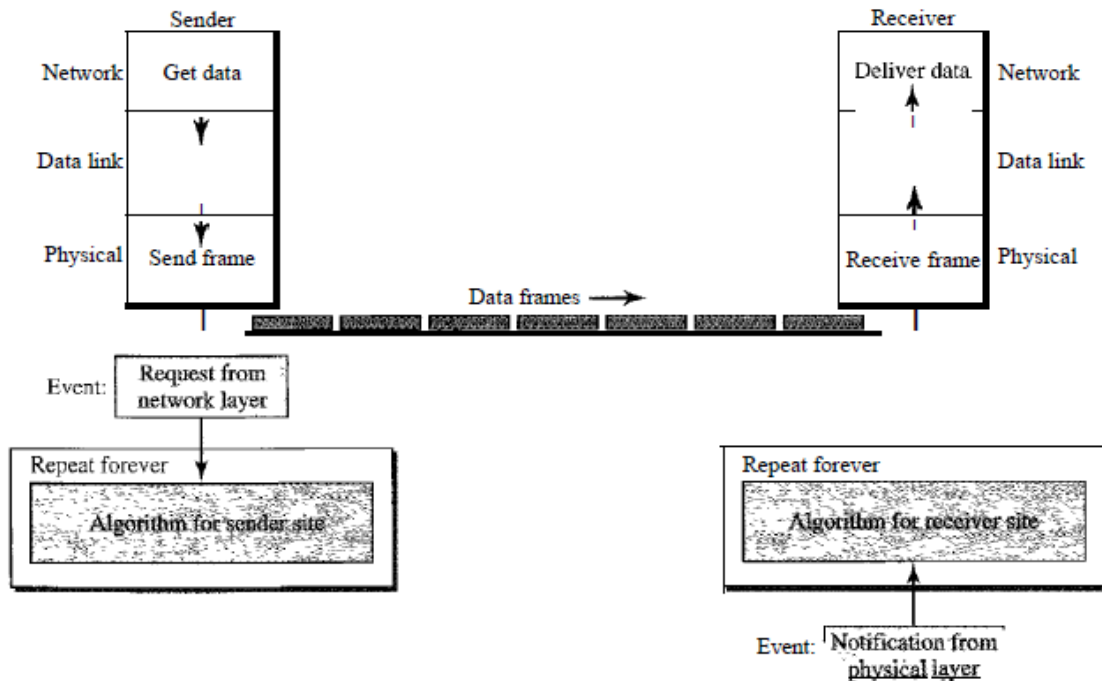 Sender
Receiver
Network
Get data
Deliver data
Network
Data link
Data link
Physical
Send frame
Receive frame
Physical
Data frames
Event:
Request from
network layer
Repeat forever
Algorithm for sender site
Repeat forever
Algorithm for receiver site
Event:
Notification from
physical layer